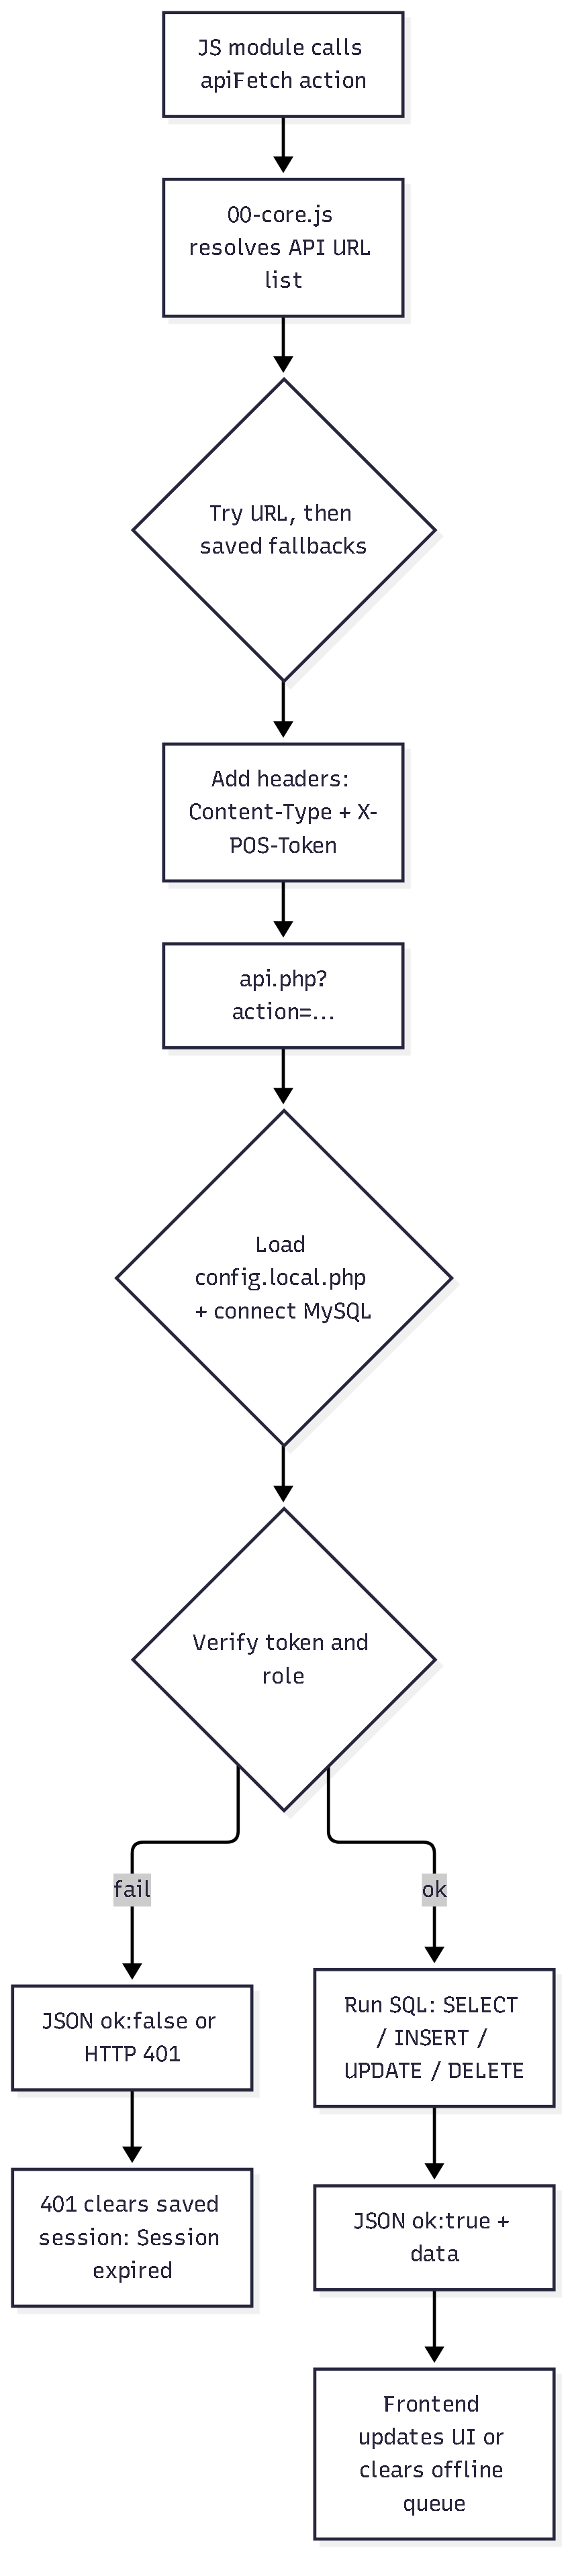 JS module calls
apiFetch action
00-core.js
resolves API URL
list
Try URL, then
saved fallbacks
Add headers:
Content-Type + X-
POS-Token
api.php?
action=...
Load
config.local.php
+ connect MySQL
Verify token and
role
fail
ok
JSON ok:false or
HTTP 401
Run SQL: SELECT
/ INSERT /
UPDATE / DELETE
401 clears saved
session: Session
expired
JSON ok:true +
data
Frontend
updates UI or
clears offline
queue